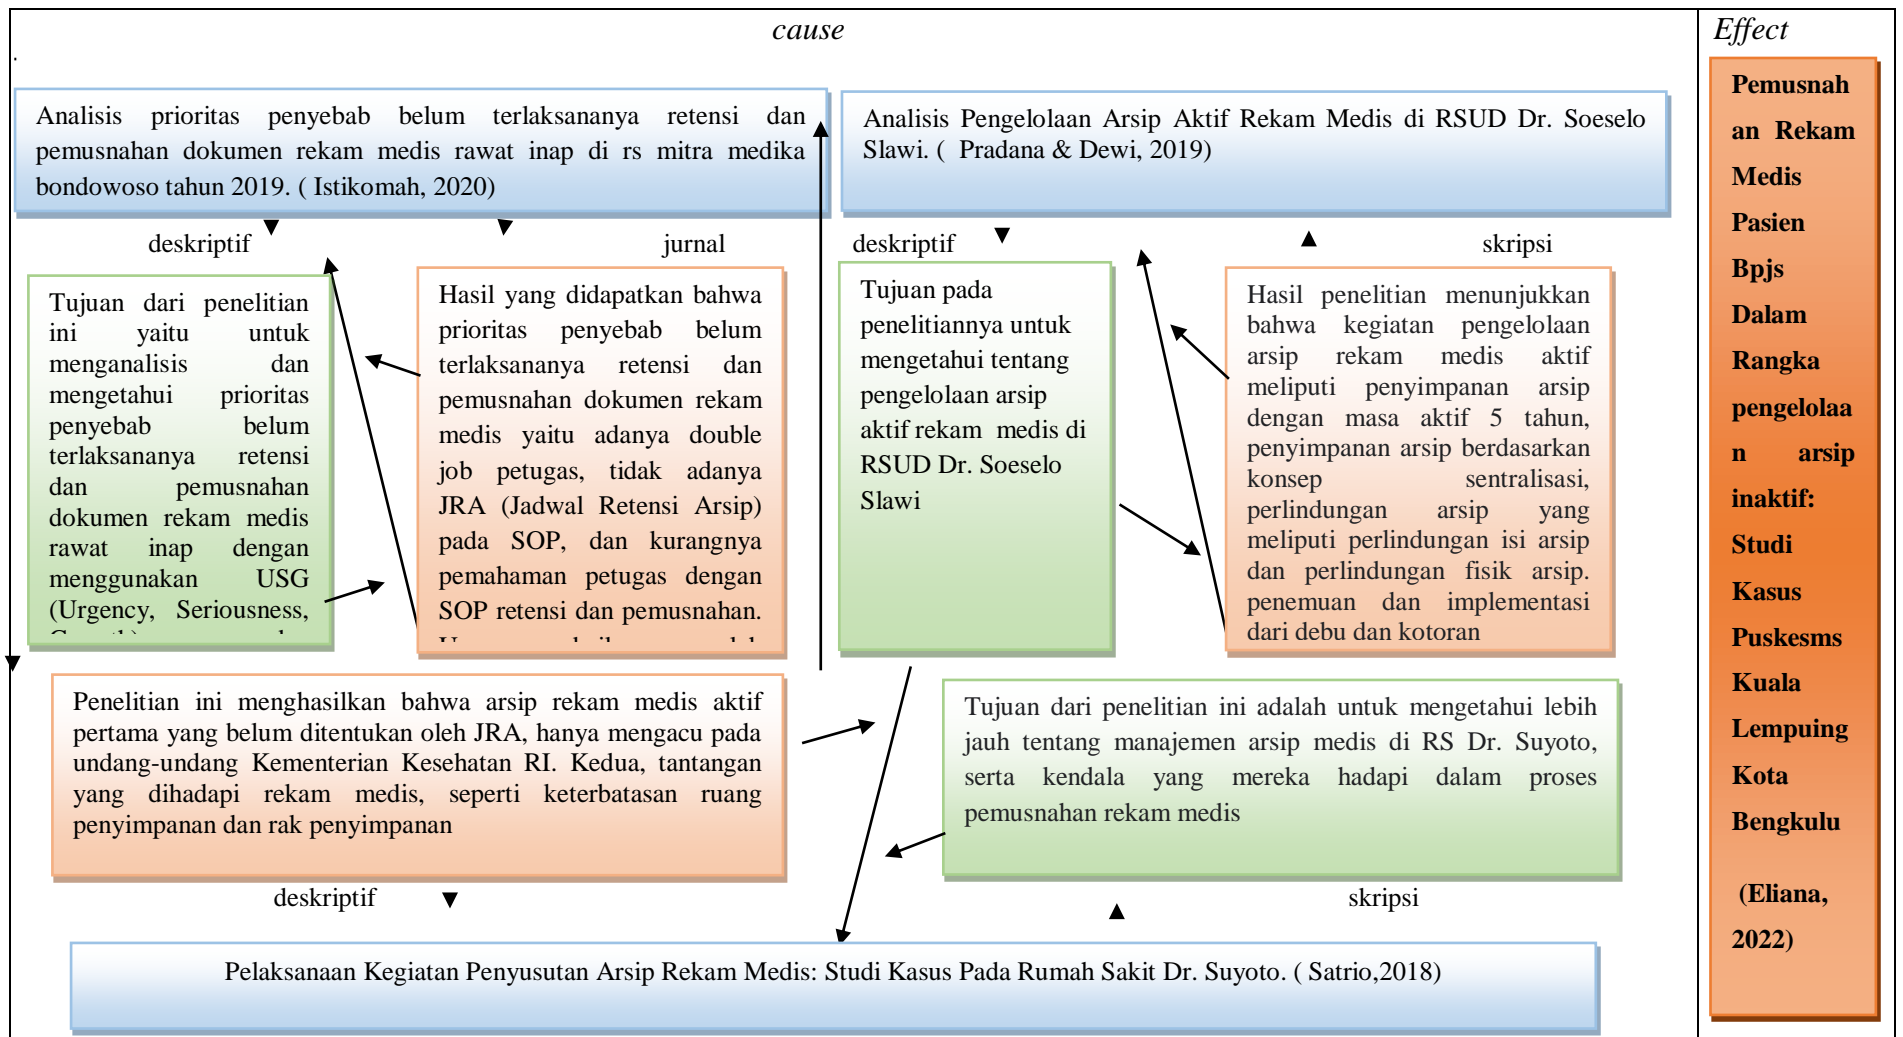 cause
Effect
.
Analisis prioritas penyebab belum terlaksananya retensi dan
pemusnahan dokumen rekam medis rawat inap di rs mitra medika
bondowoso tahun 2019. ( Istikomah, 2020)
Analisis Pengelolaan Arsip Aktif Rekam Medis di RSUD Dr. Soeselo
Slawi. ( Pradana & Dewi, 2019)
deskriptif
jurnal
deskriptif
skripsi
Tujuan dari penelitian
ini yaitu untuk
menganalisis dan
mengetahui prioritas
penyebab belum
terlaksananya retensi
dan pemusnahan
dokumen rekam medis
rawat inap dengan
menggunakan USG
(Urgency, Seriousness,
Hasil yang didapatkan bahwa
prioritas penyebab belum
terlaksananya retensi dan
pemusnahan dokumen rekam
medis yaitu adanya double
job petugas, tidak adanya
JRA (Jadwal Retensi Arsip)
pada SOP, dan kurangnya
pemahaman petugas dengan
SOP retensi dan pemusnahan.
Tujuan pada
penelitiannya untuk
mengetahui tentang
pengelolaan arsip
aktif rekam medis di
RSUD Dr. Soeselo
Slawi
Hasil penelitian menunjukkan
bahwa kegiatan pengelolaan
arsip rekam medis aktif
meliputi penyimpanan arsip
dengan masa aktif 5 tahun,
penyimpanan arsip berdasarkan
konsep sentralisasi,
perlindungan arsip yang
meliputi perlindungan isi arsip
dan perlindungan fisik arsip.
penemuan dan implementasi
dari debu dan kotoran
Penelitian ini menghasilkan bahwa arsip rekam medis aktif
pertama yang belum ditentukan oleh JRA, hanya mengacu pada
undang-undang Kementerian Kesehatan RI. Kedua, tantangan
yang dihadapi rekam medis, seperti keterbatasan ruang
penyimpanan dan rak penyimpanan
Tujuan dari penelitian ini adalah untuk mengetahui lebih
jauh tentang manajemen arsip medis di RS Dr. Suyoto,
serta kendala yang mereka hadapi dalam proses
pemusnahan rekam medis
deskriptif
skripsi
Pelaksanaan Kegiatan Penyusutan Arsip Rekam Medis: Studi Kasus Pada Rumah Sakit Dr. Suyoto. ( Satrio,2018)
Pemusnah
an Rekam
Medis
Pasien
Bpjs
Dalam
Rangka
pengelolaa
n arsip
inaktif:
Studi
Kasus
Puskesms
Kuala
Lempuing
Kota
Bengkulu
(Eliana,
2022)